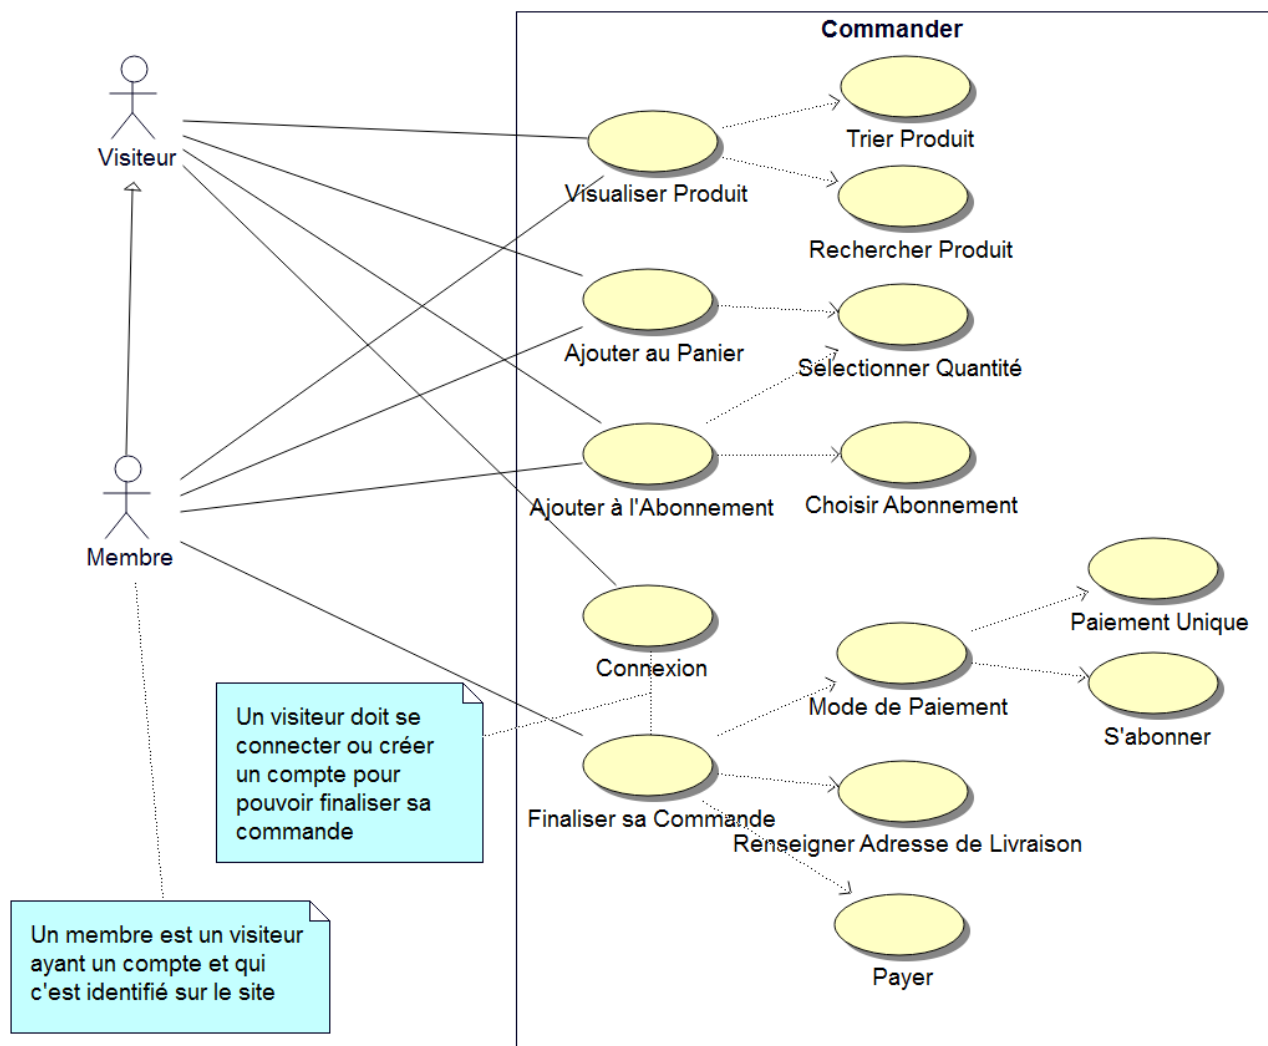 Commander
Visiteur
Trier Produit
Visualiser Produit
Rechercher Produit
Ajouter au Panier
Sélectionner Quantité
Ajouter à l'Abonnement
Choisir Abonnement
Membre
Connexion
Paiement Unique
Mode de Paiement
S'abonner
Un visiteur doit se
connecter ou créer
un compte pour
pouvoir finaliser sa
commande
Finaliser sa Commande
Renseigner Adresse de Livraison
Un membre est un visiteur
ayant un compte et qui
c'est identifié sur le site
Payer